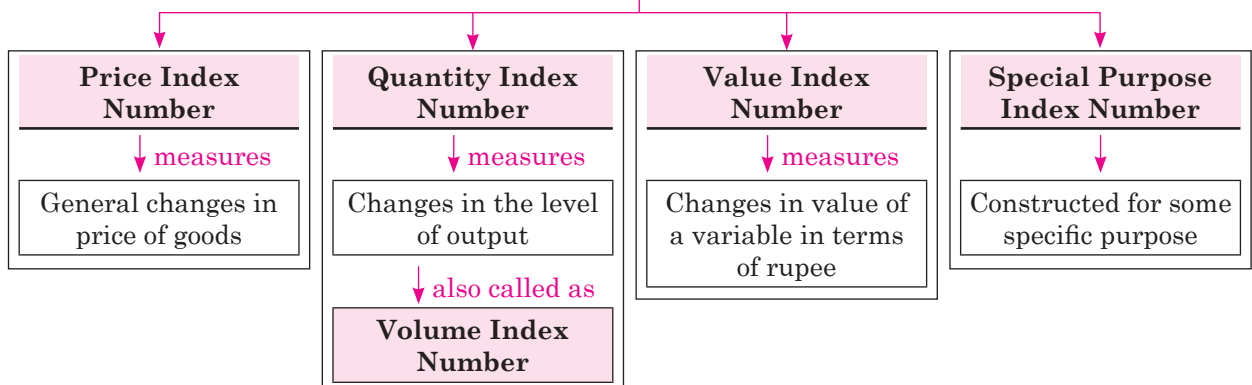 Price Index
Number
measures
General changes in
price of goods
Quantity Index
Number
measures
Changes in the level
of output
also called as
Volume Index
Number
Value Index
Number
measures
Changes in value of
a variable in terms
of rupee
Special Purpose
Index Number
Constructed for some
specific purpose